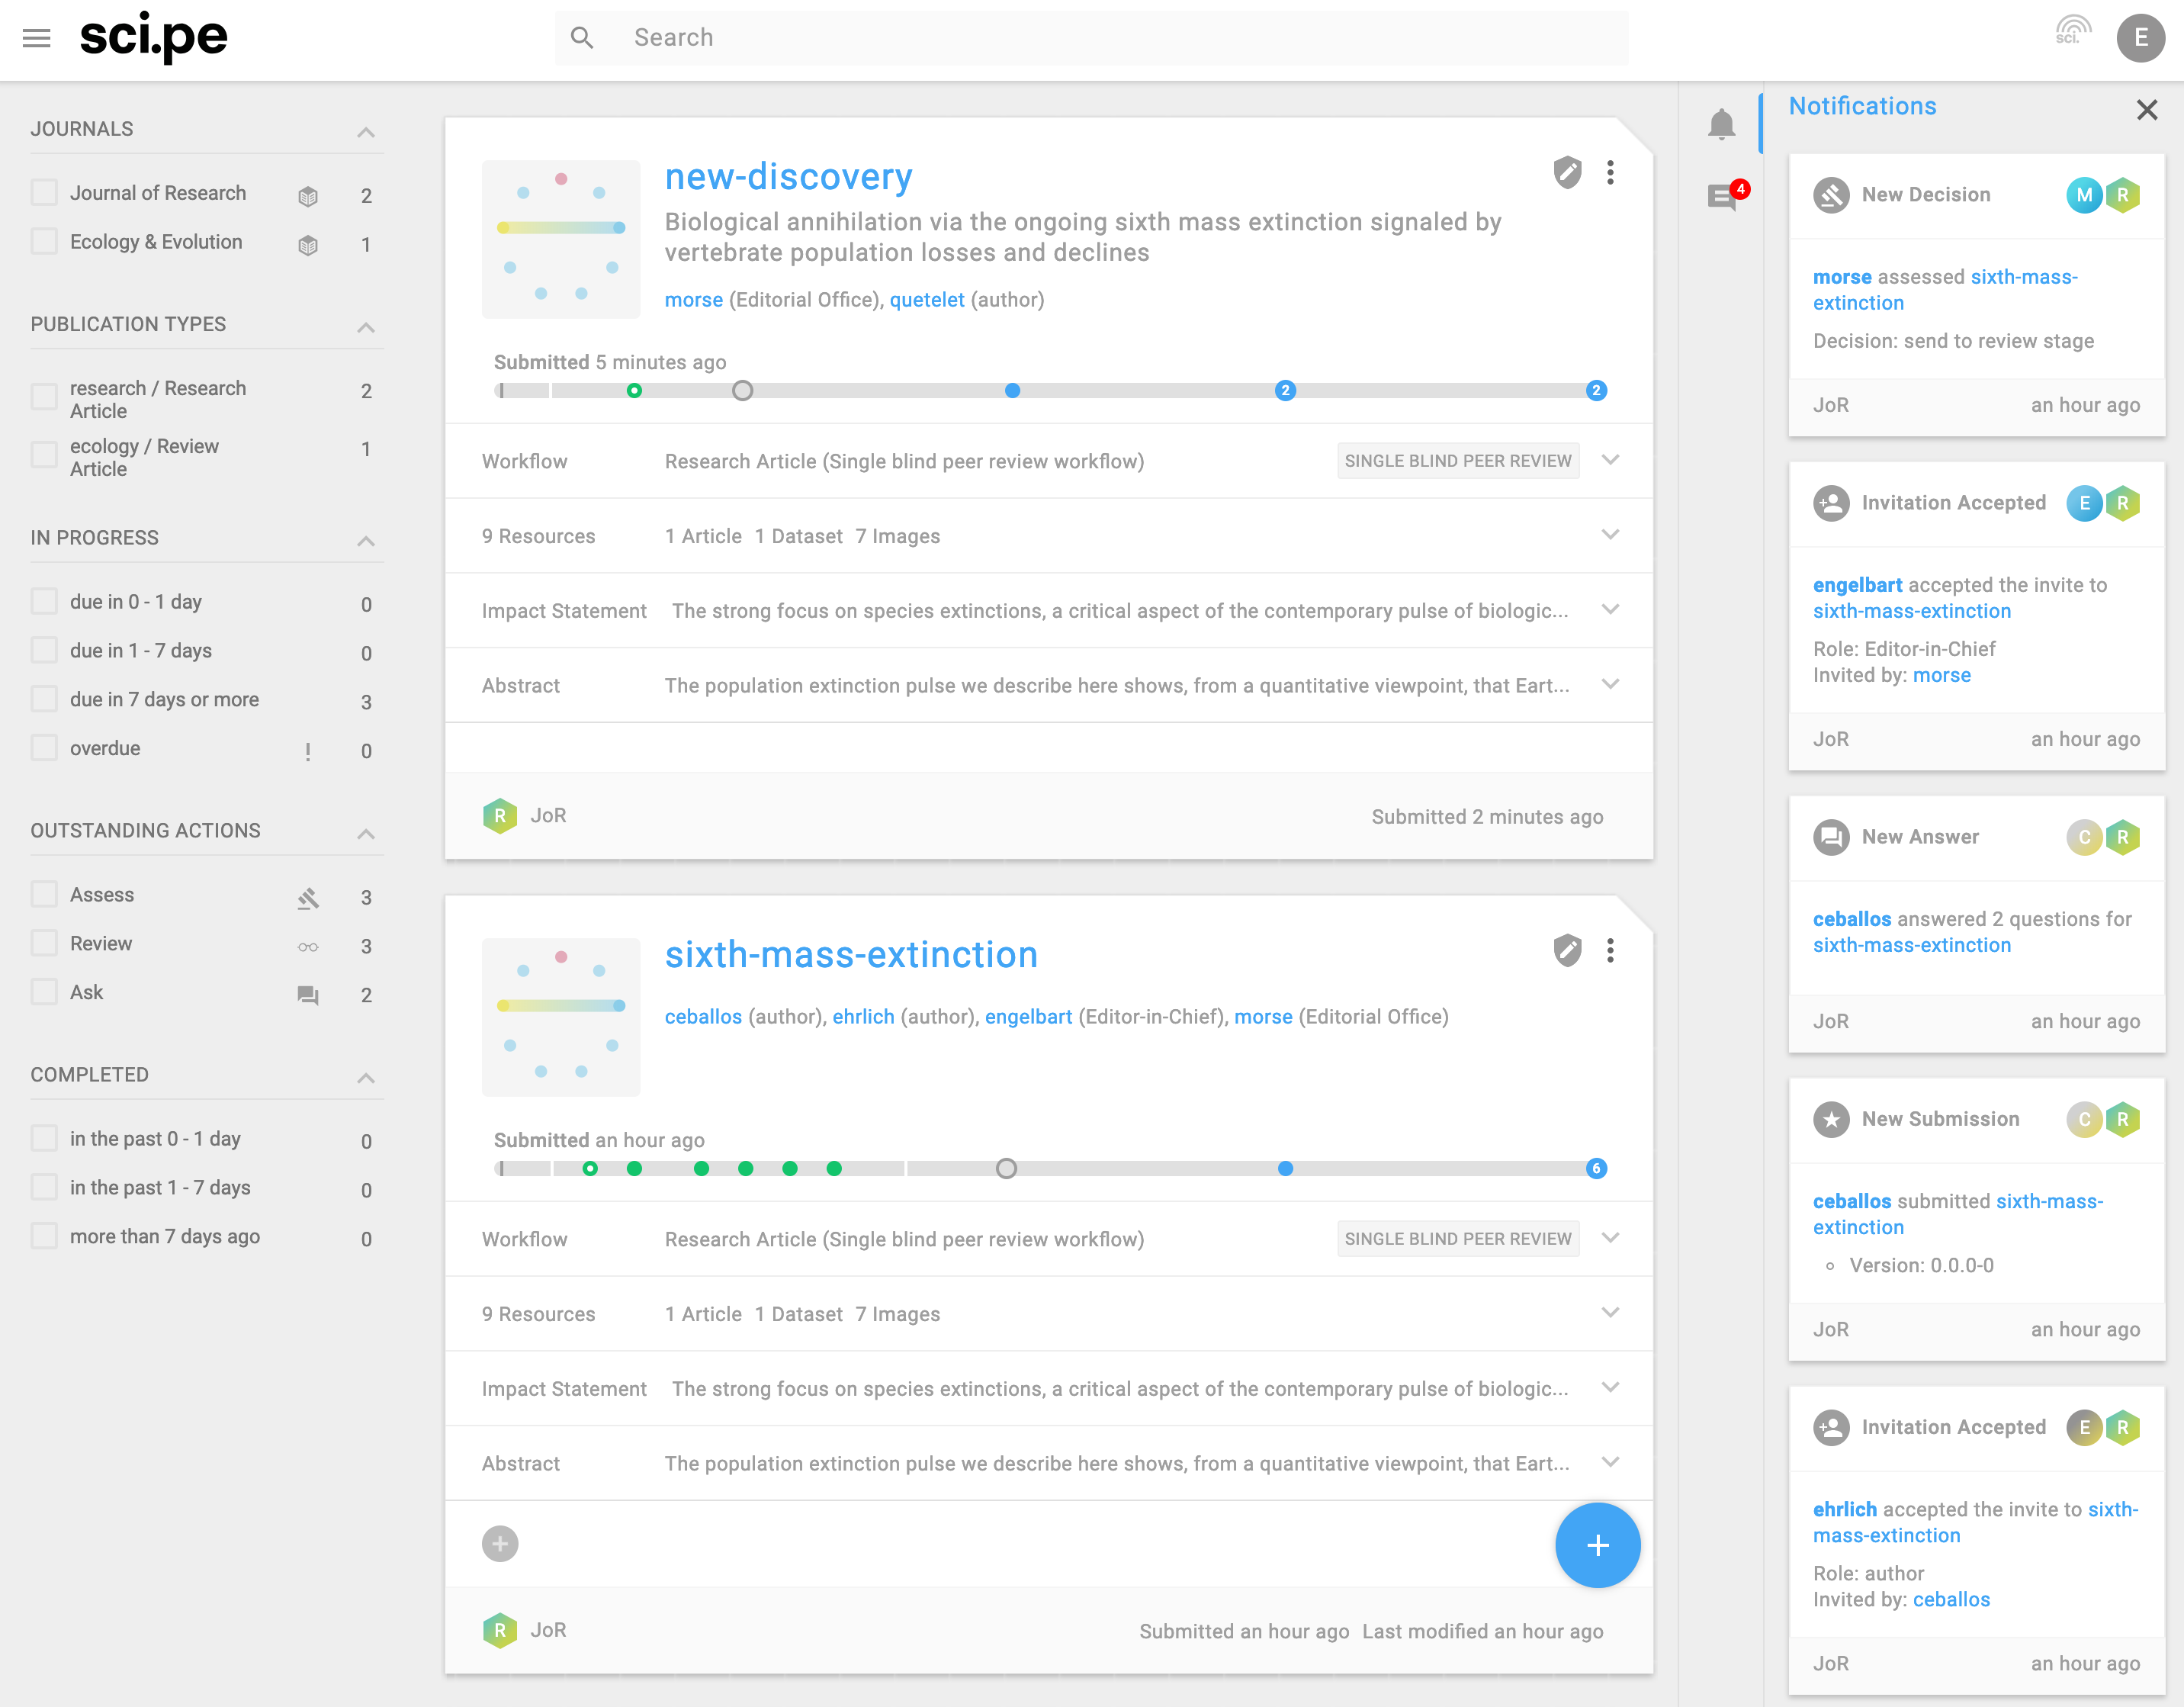 sci.pe
Search
sci.
E
JOURNALS
Journal of Research 2
Ecology & Evolution 1
PUBLICATION TYPES
research / Research
Article 2
ecology / Review
Article 1
IN PROGRESS
due in 0 - 1 day 0
due in 1 - 7 days 0
due in 7 days or more 3
overdue ! 0
OUTSTANDING ACTIONS
Assess 3
Review 3
Ask 2
COMPLETED
in the past 0 - 1 day 0
in the past 1 - 7 days 0
more than 7 days ago 0
new-discovery
Biological annihilation via the ongoing sixth mass extinction signaled by
vertebrate population losses and declines
morse (Editorial Office), quetelet (author)
Submitted 5 minutes ago
2 2
Workflow Research Article (Single blind peer review workflow) SINGLE BLIND PEER REVIEW
9 Resources 1 Article 1 Dataset 7 Images
Impact Statement The strong focus on species extinctions, a critical aspect of the contemporary pulse of biologic...
Abstract The population extinction pulse we describe here shows, from a quantitative viewpoint, that Eart...
R JoR Submitted 2 minutes ago
sixth-mass-extinction
ceballos (author), ehrlich (author), engelbart (Editor-in-Chief), morse (Editorial Office)
Submitted an hour ago
6
Workflow Research Article (Single blind peer review workflow) SINGLE BLIND PEER REVIEW
9 Resources 1 Article 1 Dataset 7 Images
Impact Statement The strong focus on species extinctions, a critical aspect of the contemporary pulse of biologic...
Abstract The population extinction pulse we describe here shows, from a quantitative viewpoint, that Eart...
+
+
R JoR Submitted an hour ago Last modified an hour ago
4
Notifications
New Decision M R
morse assessed sixth-mass-
extinction
Decision: send to review stage
JoR an hour ago
Invitation Accepted E R
engelbart accepted the invite to
sixth-mass-extinction
Role: Editor-in-Chief
Invited by: morse
JoR an hour ago
New Answer C R
ceballos answered 2 questions for
sixth-mass-extinction
JoR an hour ago
New Submission C R
ceballos submitted sixth-mass-
extinction
Version: 0.0.0-0
JoR an hour ago
Invitation Accepted E R
ehrlich accepted the invite to sixth-
mass-extinction
Role: author
Invited by: ceballos
JoR an hour ago